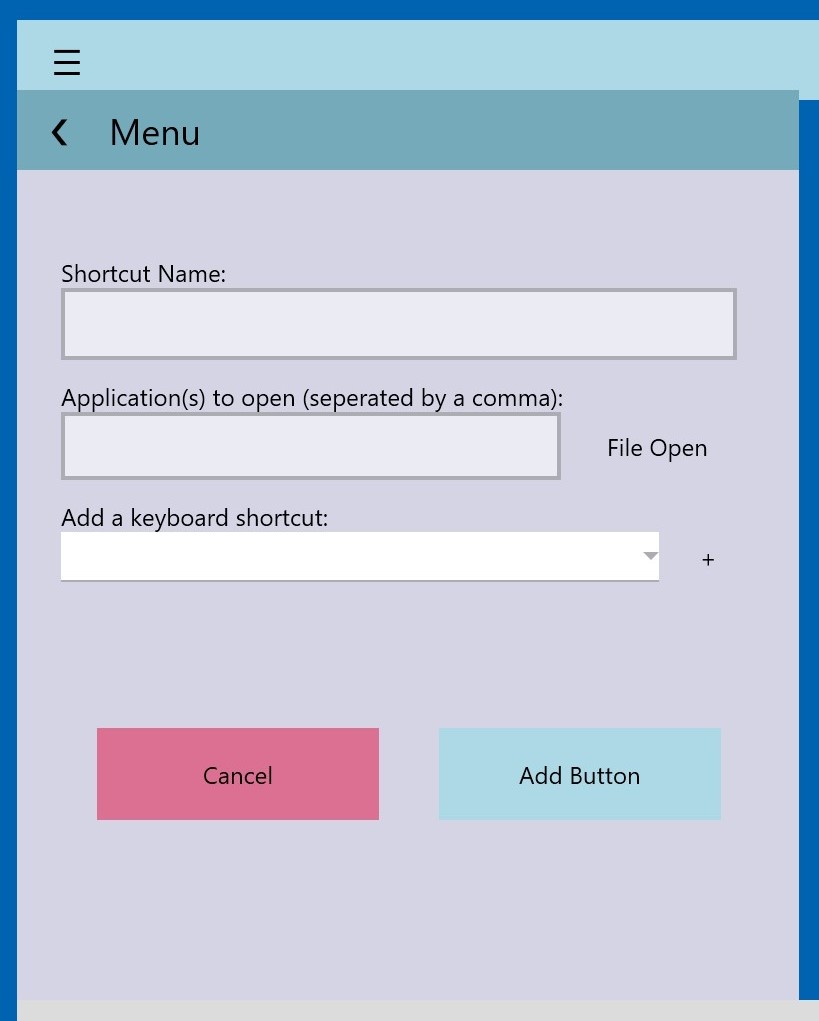 Menu
Shortcut Name:
Application(s) to open (seperated by a comma):
File Open
Add a keyboard shortcut:
+
Cancel
Add Button